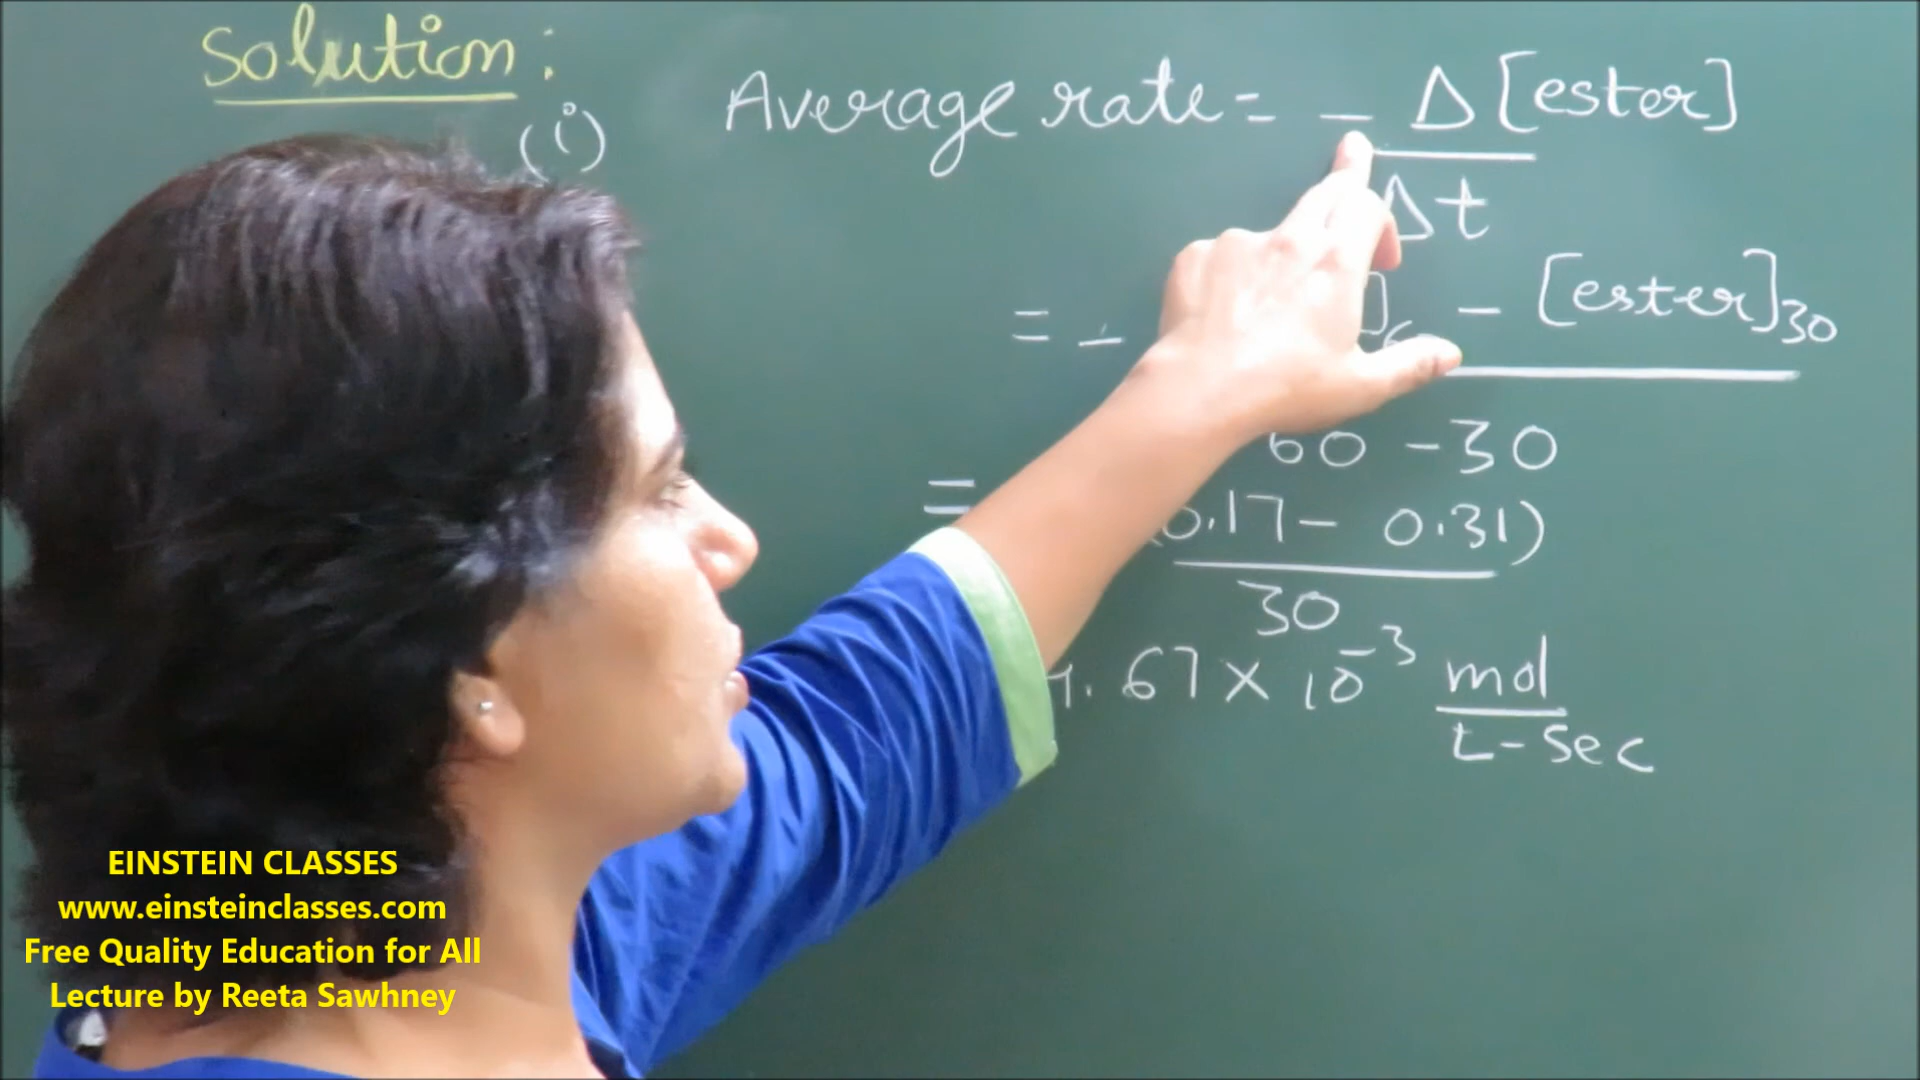 Solution:
(i) Average rate = - Δ[ester]
Δt
= - ] - [ester]30
60 - 30
= (0.17 - 0.31)
30
4.67 × 10^-3 mol
L-sec
EINSTEIN CLASSES
www.einsteinclasses.com
Free Quality Education for All
Lecture by Reeta Sawhney